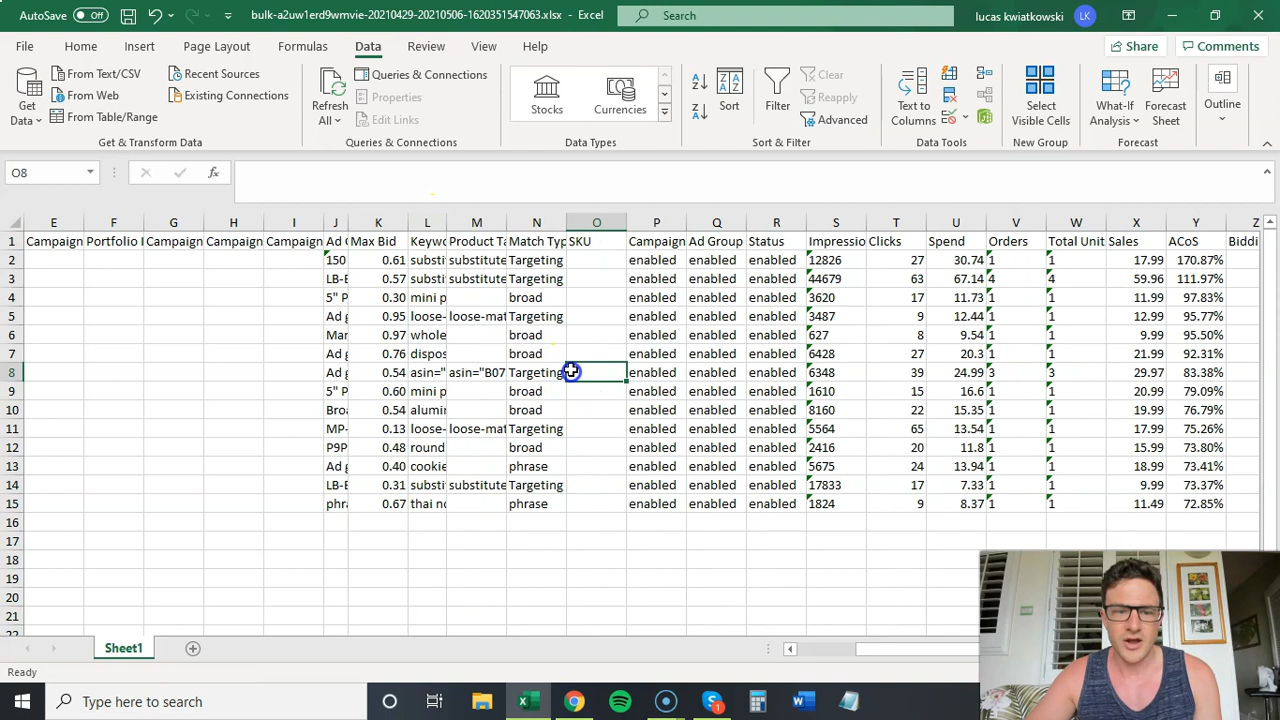 AutoSave Off bulk-a2uw1erd9wmvie-20210429-20210506-1620351547063.xlsx - Excel Search lucas kwiatkowski LK
File Home Insert Page Layout Formulas Data Review View Help Share Comments
Get Data
From Text/CSV
From Web
From Table/Range
Recent Sources
Existing Connections
Get & Transform Data
Refresh All
Queries & Connections
Properties
Edit Links
Queries & Connections
Stocks Currencies
Data Types
Sort Filter
Clear
Reapply
Advanced
Sort & Filter
Text to Columns
Data Tools
Select Visible Cells
New Group
What-If Analysis
Forecast Sheet
Forecast
Outline
O8 fx
E F G H I J K L M N O P Q R S T U V W X Y Z
1 Campaign Portfolio I Campaign Campaign Campaign Ad G Max Bid Keywo Product Ta Match Typ SKU Campaign Ad Group Status Impressio Clicks Spend Orders Total Unit Sales ACoS Biddi
2 150 0.61 substit substitute Targeting enabled enabled enabled 12826 27 30.74 1 1 17.99 170.87%
3 LB-E 0.57 substit substitute Targeting enabled enabled enabled 44679 63 67.14 4 4 59.96 111.97%
4 5" P 0.30 mini p broad enabled enabled enabled 3620 17 11.73 1 1 11.99 97.83%
5 Ad g 0.95 loose- loose-mat Targeting enabled enabled enabled 3487 9 12.44 1 1 12.99 95.77%
6 Mar 0.97 whole broad enabled enabled enabled 627 8 9.54 1 1 9.99 95.50%
7 Ad g 0.76 dispos broad enabled enabled enabled 6428 27 20.3 1 1 21.99 92.31%
8 Ad g 0.54 asin=" asin="B07 Targeting enabled enabled enabled 6348 39 24.99 3 3 29.97 83.38%
9 5" P 0.60 mini p broad enabled enabled enabled 1610 15 16.6 1 1 20.99 79.09%
10 Broa 0.54 alumir broad enabled enabled enabled 8160 22 15.35 1 1 19.99 76.79%
11 MP- 0.13 loose- loose-mat Targeting enabled enabled enabled 5564 65 13.54 1 1 17.99 75.26%
12 P9P 0.48 round broad enabled enabled enabled 2416 20 11.8 1 1 15.99 73.80%
13 Ad g 0.40 cookie phrase enabled enabled enabled 5675 24 13.94 1 1 18.99 73.41%
14 LB-E 0.31 substit substitute Targeting enabled enabled enabled 17833 17 7.33 1 1 9.99 73.37%
15 phra 0.67 thai no phrase enabled enabled enabled 1824 9 8.37 1 1 11.49 72.85%
16
17
18
19
20
21
22
Sheet1
Ready
Type here to search